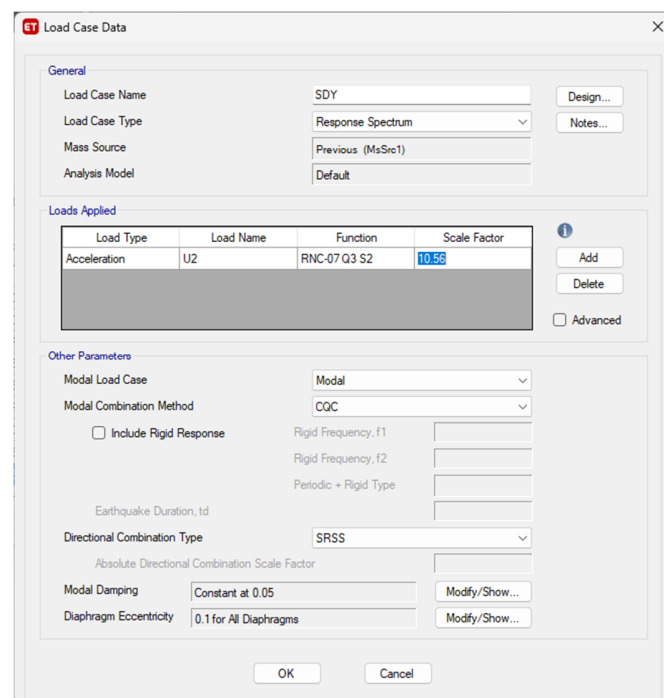 ET Load Case Data
General
Load Case Name SDY Design...
Load Case Type Response Spectrum Notes...
Mass Source Previous (MsSrc1)
Analysis Model Default
Loads Applied
Load Type Load Name Function Scale Factor
Acceleration U2 RNC-07 Q3 S2 10.56
Add
Delete
Advanced
Other Parameters
Modal Load Case Modal
Modal Combination Method CQC
Include Rigid Response Rigid Frequency, f1
Rigid Frequency, f2
Periodic + Rigid Type
Earthquake Duration, td
Directional Combination Type SRSS
Absolute Directional Combination Scale Factor
Modal Damping Constant at 0.05 Modify/Show...
Diaphragm Eccentricity 0.1 for All Diaphragms Modify/Show...
OK Cancel